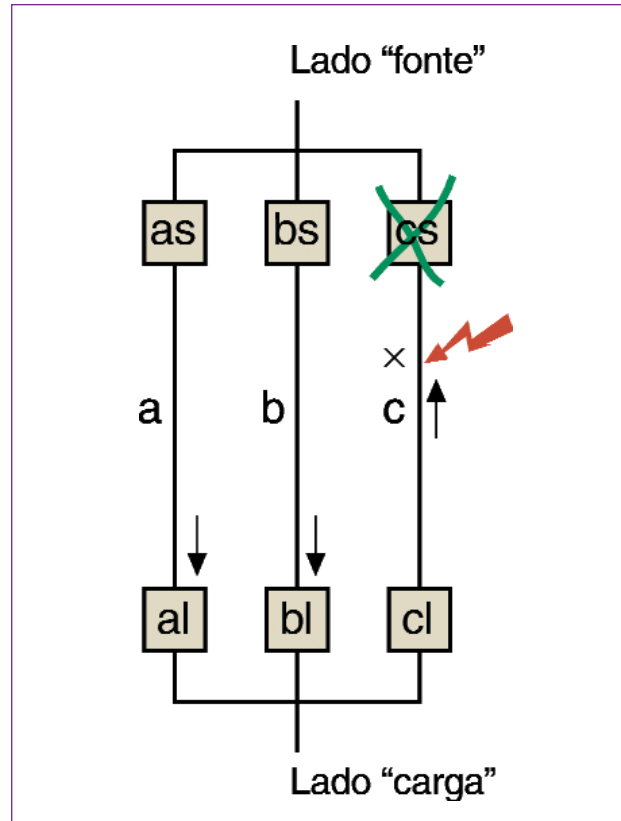 Lado “fonte”
as bs cs
×
a b c
al bl cl
Lado “carga”